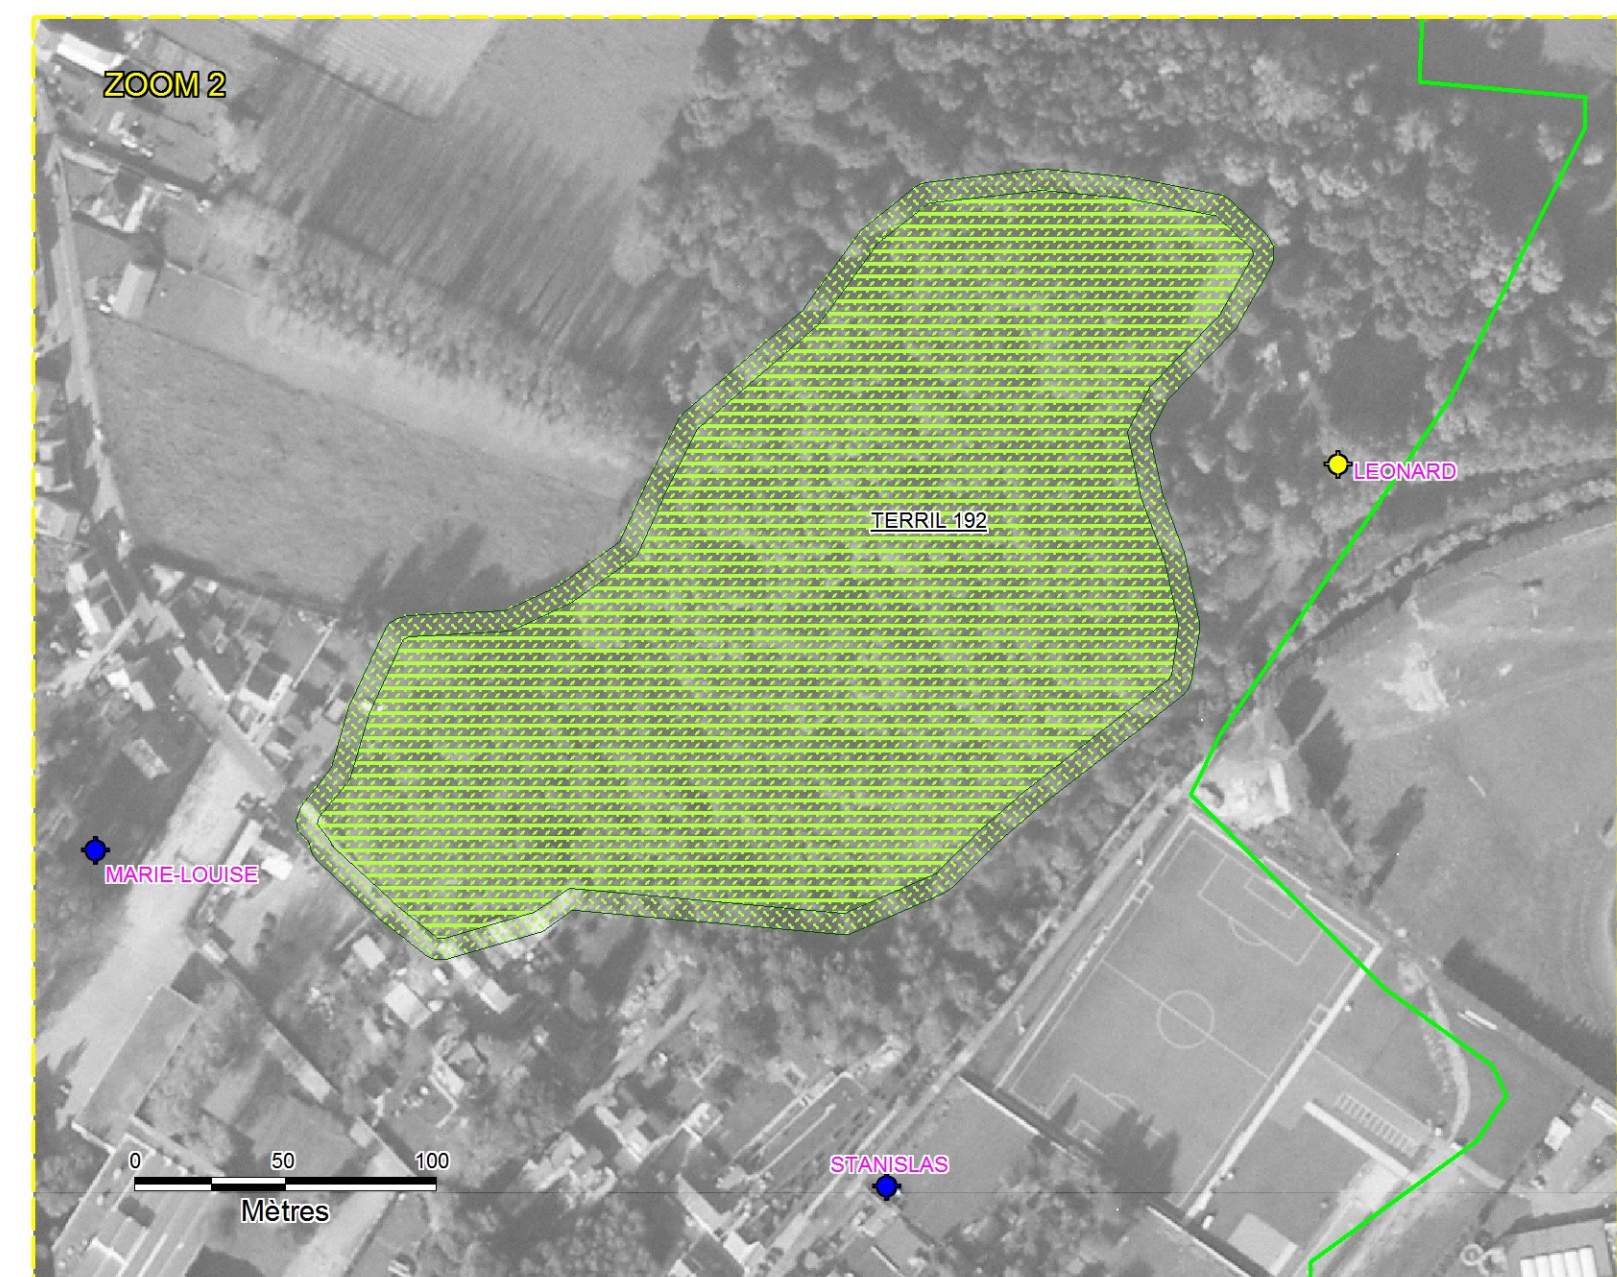 ZOOM 2
LEONARD
TERRIL 192
MARIE-LOUISE
STANISLAS
0 50 100
Mètres